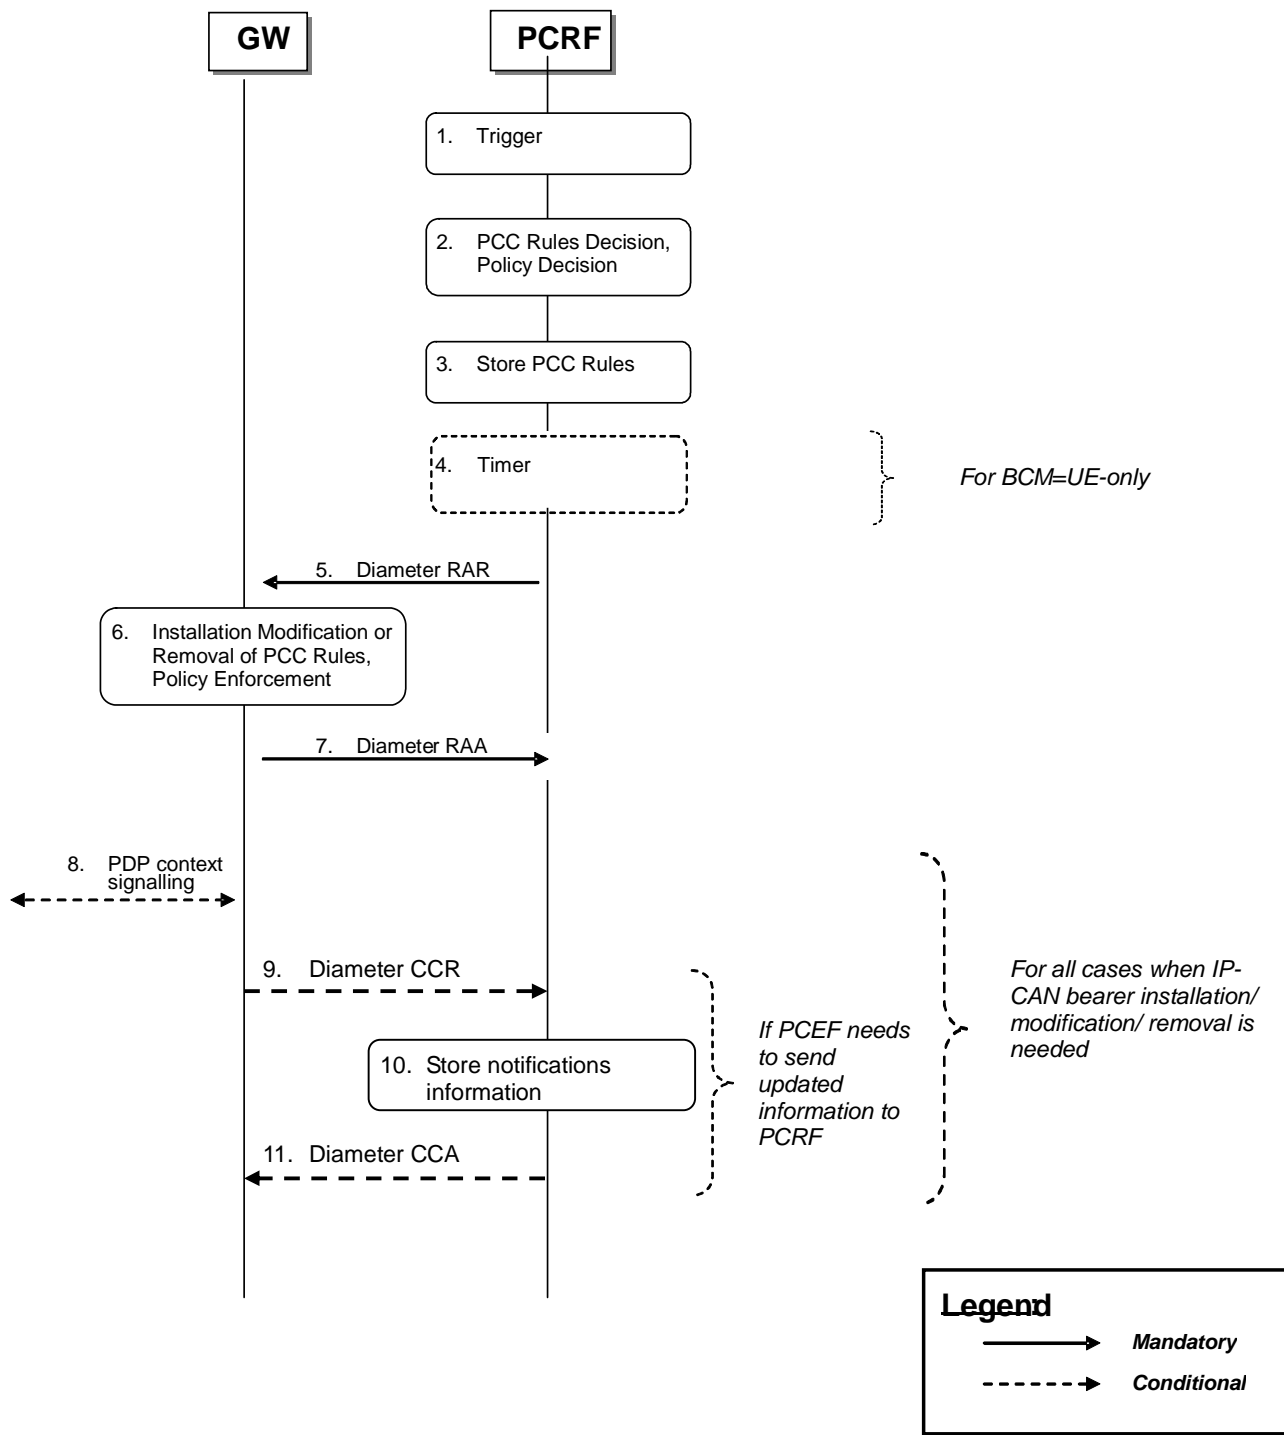 GW
PCRF
1. Trigger
2. PCC Rules Decision,
Policy Decision
3. Store PCC Rules
4. Timer
For BCM=UE-only
5. Diameter RAR
6. Installation Modification or
Removal of PCC Rules,
Policy Enforcement
7. Diameter RAA
8. PDP context
signalling
9. Diameter CCR
10. Store notifications
information
11. Diameter CCA
If PCEF needs
to send
updated
information to
PCRF
For all cases when IP-
CAN bearer installation/
modification/ removal is
needed
Legend:
Mandatory
Conditional